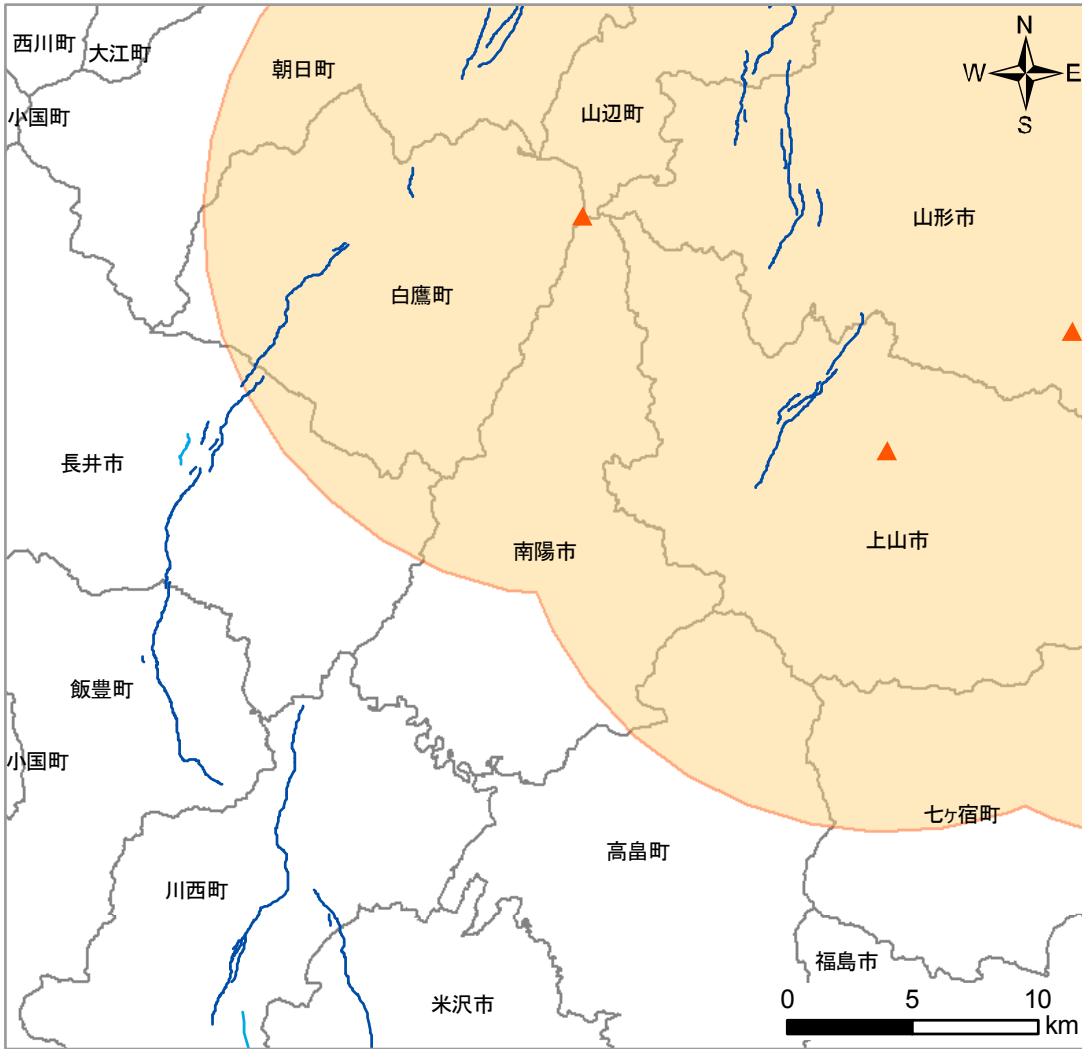 西川町
大江町
朝日町
N
W
E
S
小国町
山辺町
山形市
白鷹町
長井市
南陽市
上山市
飯豊町
小国町
七ヶ宿町
高畠町
川西町
福島市
米沢市
0 5 10
km